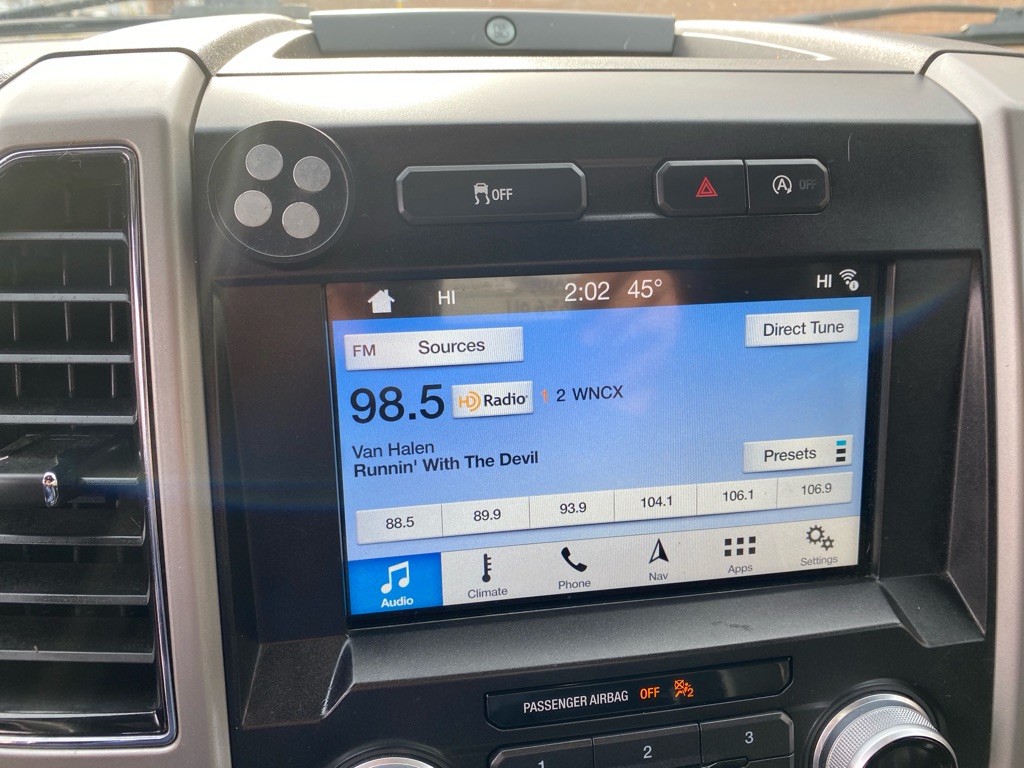 OFF
A OFF
HI 2:02 45° HI
FM Sources
Direct Tune
98.5 HD Radio 2 WNCX
Van Halen
Runnin' With The Devil
Presets
88.5 89.9 93.9 104.1 106.1 106.9
Audio Climate Phone Nav Apps Settings
PASSENGER AIRBAG OFF 2
1 2 3